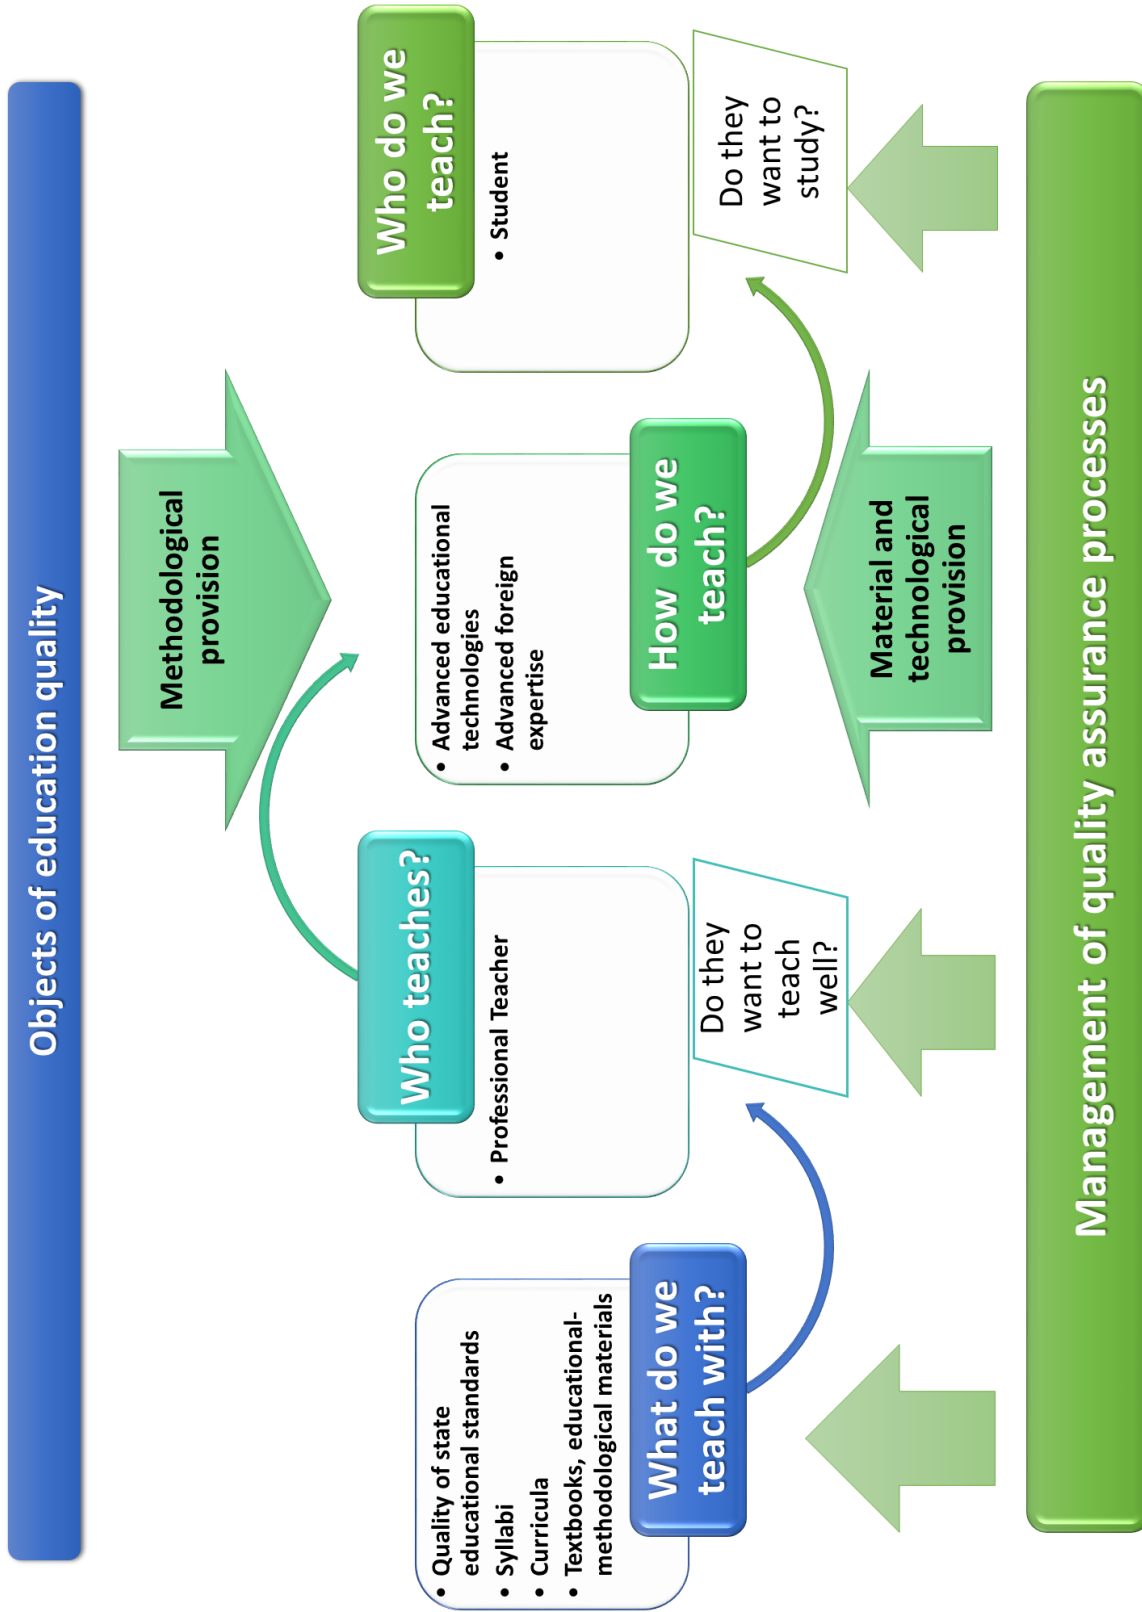 Objects of education quality
Methodological
provision
• Quality of state
educational standards
• Syllabi
• Curricula
• Textbooks, educational-
methodological materials
What do we
teach with?
Who teaches?
• Professional Teacher
Do they
want to
teach
well?
• Advanced educational
technologies
• Advanced foreign
expertise
How do we
teach?
Material and
technological
provision
Who do we
teach?
• Student
Do they
want to
study?
Management of quality assurance processes